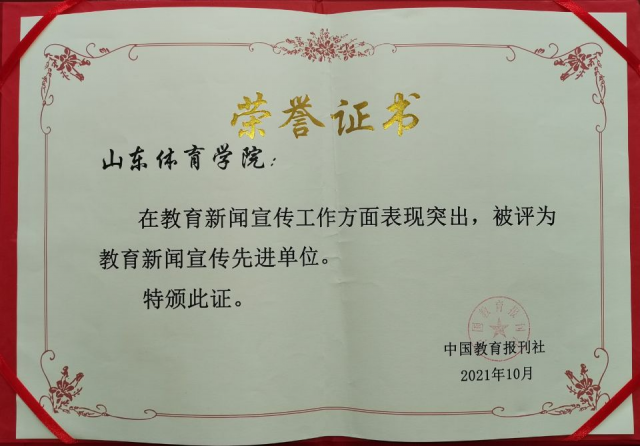 荣誉证书
山东体育学院：
在教育新闻宣传工作方面表现突出，被评为
教育新闻宣传先进单位。
特颁此证。
中国教育报刊社
2021年10月